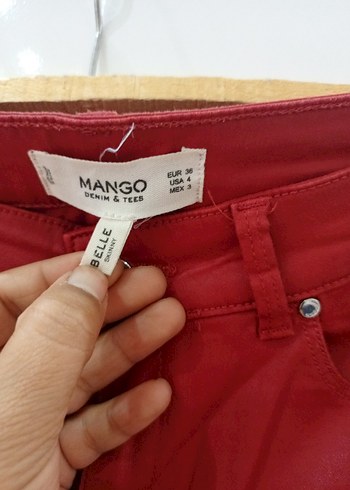 MANGO
DENIM & TEES
EUR 36
USA 4
MEX 3
BELLE
SKINNY